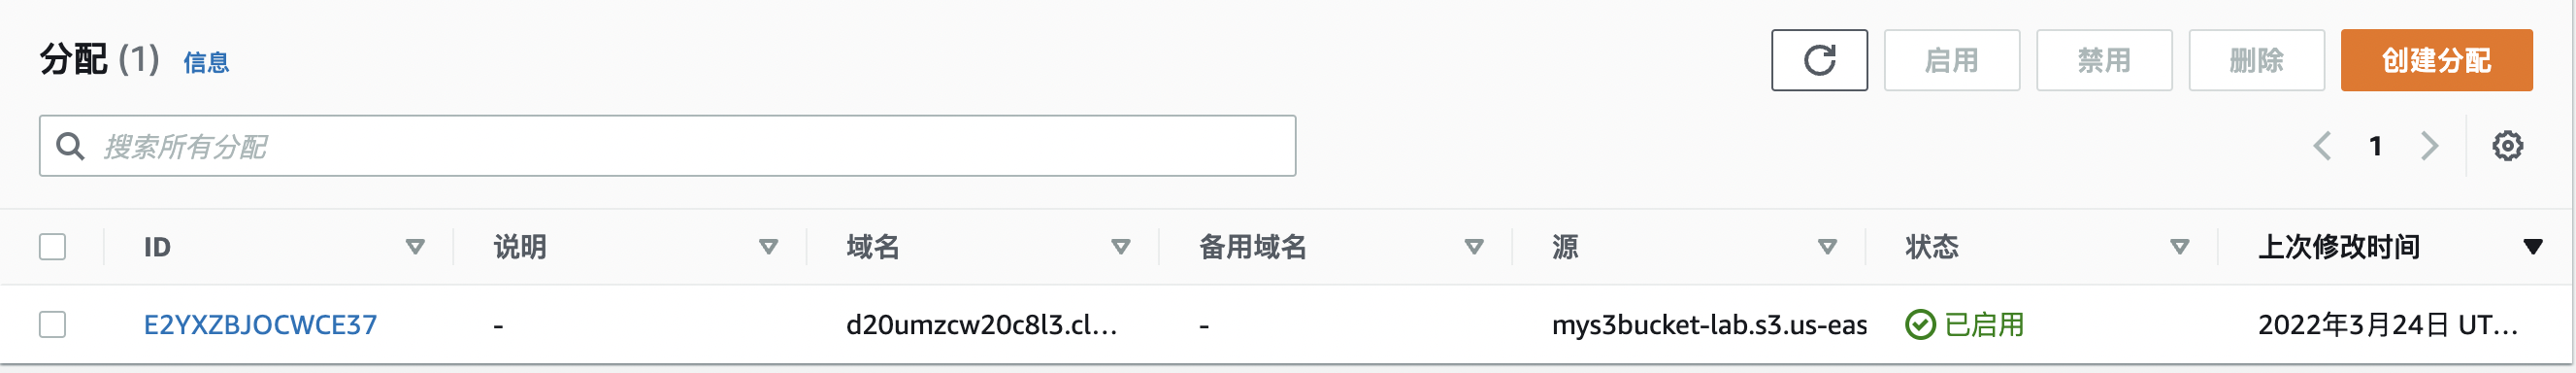 分配 (1) 信息 启用 禁用 删除 创建分配
搜索所有分配 1
ID 说明 域名 备用域名 源 状态 上次修改时间
E2YXZBJOCWCE37 - d20umzcw20c8l3.cl... - mys3bucket-lab.s3.us-eas 已启用 2022年3月24日 UT...